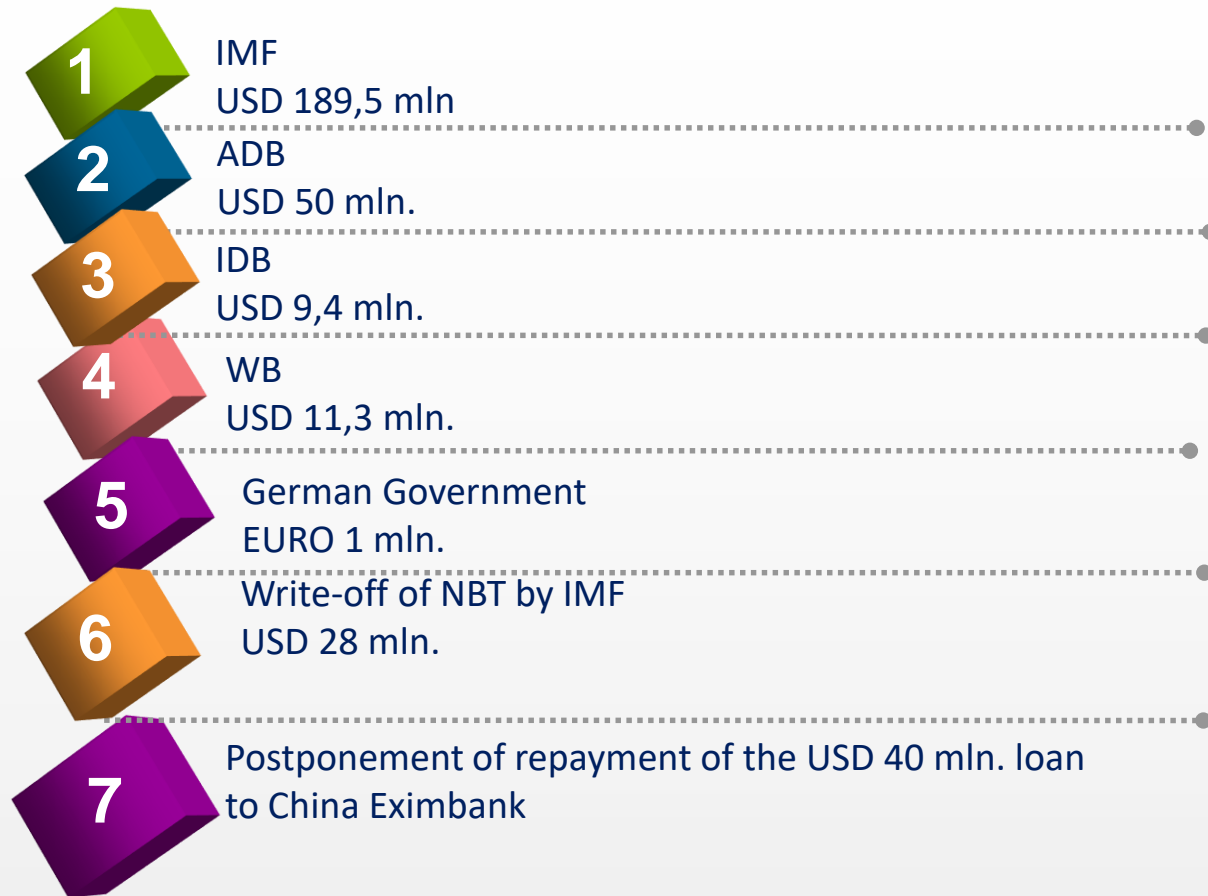 1
IMF
USD 189,5 mln
2
ADB
USD 50 mln.
3
IDB
USD 9,4 mln.
4
WB
USD 11,3 mln.
5
German Government
EURO 1 mln.
6
Write-off of NBT by IMF
USD 28 mln.
7
Postponement of repayment of the USD 40 mln. loan
to China Eximbank